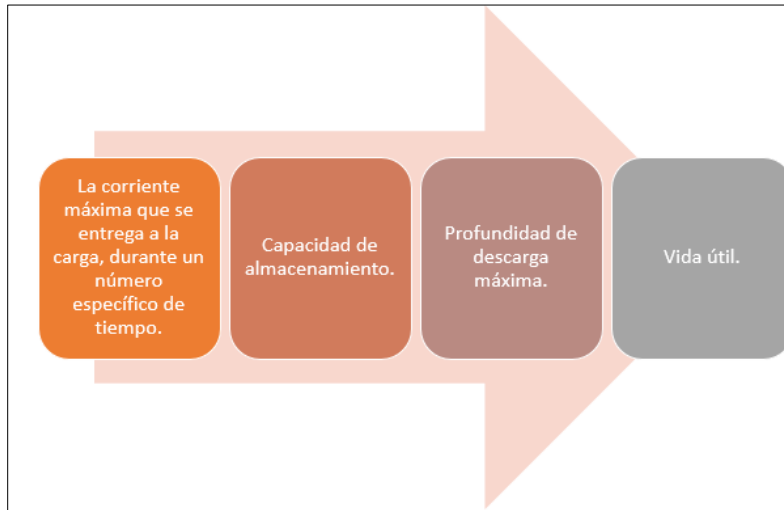 La corriente
máxima que se
entrega a la
carga, durante un
número
específico de
tiempo.
Capacidad de
almacenamiento.
Profundidad de
descarga
máxima.
Vida útil.